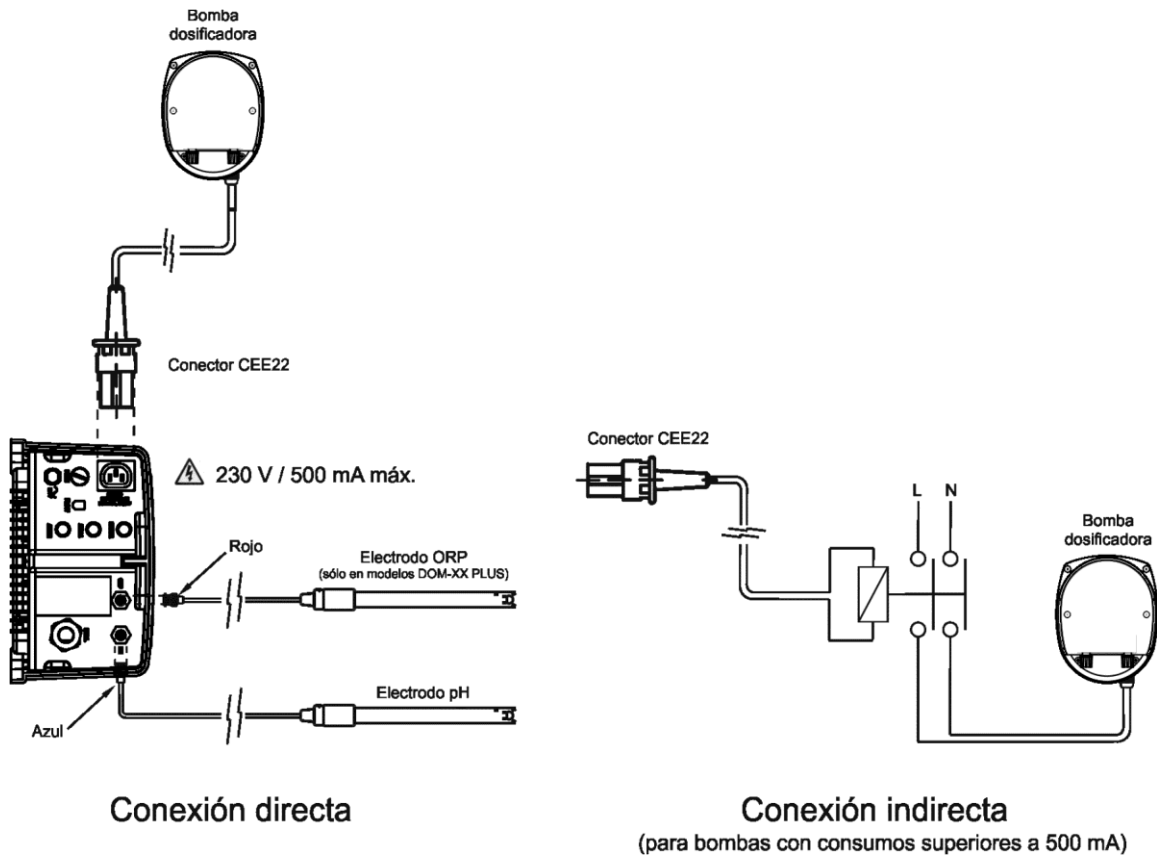 Bomba
dosificadora
Conector CEE22
230 V / 500 mA máx.
Rojo
Electrodo ORP
(sólo en modelos DOM-XX PLUS)
Electrodo pH
Azul
Conexión directa
Conector CEE22
L N
Bomba
dosificadora
Conexión indirecta
(para bombas con consumos superiores a 500 mA)